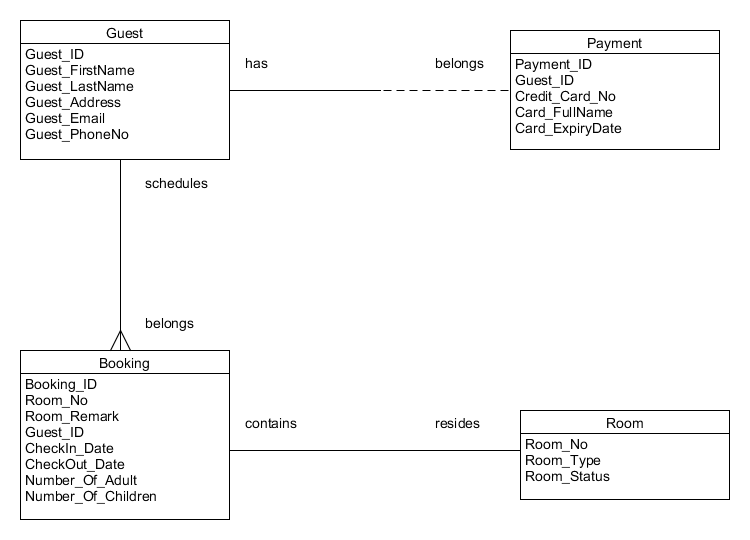 Guest
Guest_ID
Guest_FirstName
Guest_LastName
Guest_Address
Guest_Email
Guest_PhoneNo
has
belongs
Payment
Payment_ID
Guest_ID
Credit_Card_No
Card_FullName
Card_ExpiryDate
schedules
belongs
Booking
Booking_ID
Room_No
Room_Remark
Guest_ID
CheckIn_Date
CheckOut_Date
Number_Of_Adult
Number_Of_Children
contains
resides
Room
Room_No
Room_Type
Room_Status